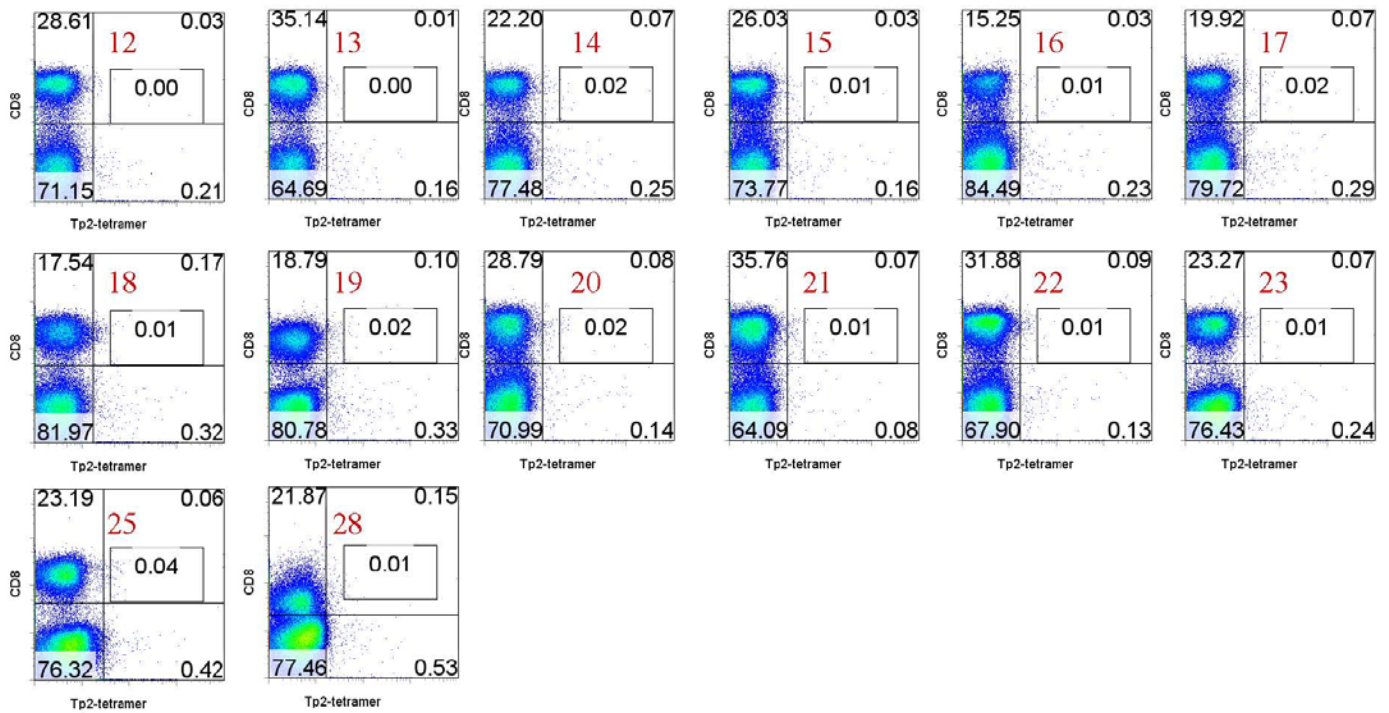 28.61 0.03 35.14 0.01 22.20 0.07 26.03 0.03 15.25 0.03 19.92 0.07
12 13 14 15 16 17
0.00 0.00 0.02 0.01 0.01 0.02
CD8 CD8 CD8 CD8 CD8 CD8
71.15 0.21 64.69 0.16 77.48 0.25 73.77 0.16 84.49 0.23 79.72 0.29
Tp2-tetramer Tp2-tetramer Tp2-tetramer Tp2-tetramer Tp2-tetramer Tp2-tetramer
17.54 0.17 18.79 0.10 28.79 0.08 35.76 0.07 31.88 0.09 23.27 0.07
18 19 20 21 22 23
0.01 0.02 0.02 0.01 0.01 0.01
CD8 CD8 CD8 CD8 CD8 CD8
81.97 0.32 80.78 0.33 70.99 0.14 64.09 0.08 67.90 0.13 76.43 0.24
Tp2-tetramer Tp2-tetramer Tp2-tetramer Tp2-tetramer Tp2-tetramer Tp2-tetramer
23.19 0.06 21.87 0.15
25 28
0.04 0.01
CD8 CD8
76.32 0.42 77.46 0.53
Tp2-tetramer Tp2-tetramer